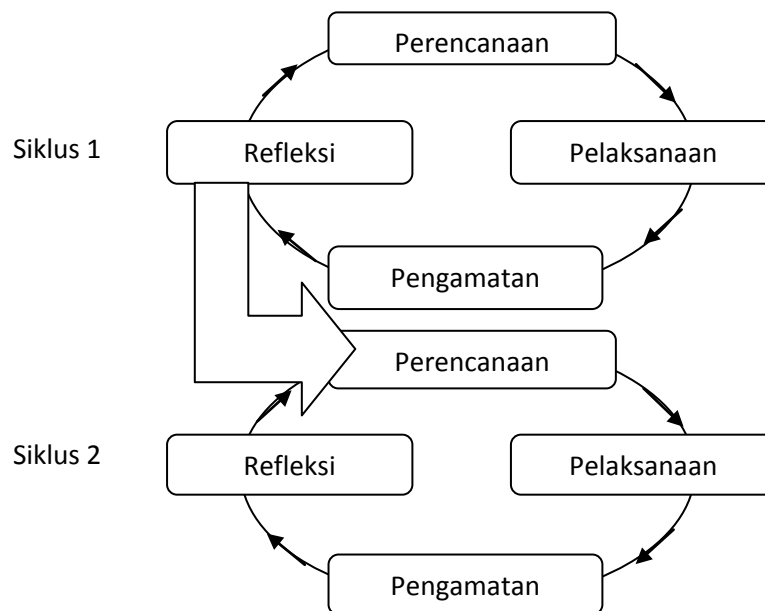 Perencanaan
Siklus 1
Refleksi
Pelaksanaan
Pengamatan
Perencanaan
Siklus 2
Refleksi
Pelaksanaan
Pengamatan